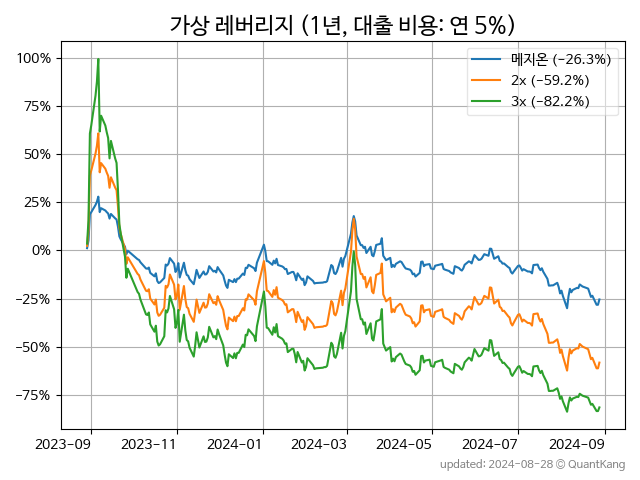 가상 레버리지 (1년, 대출 비용: 연 5%)
메지온 (−26.3%)
2x (−59.2%)
3x (−82.2%)
100%
75%
50%
25%
0%
−25%
−50%
−75%
2023-09 2023-11 2024-01 2024-03 2024-05 2024-07 2024-09
updated: 2024-08-28 © QuantKang